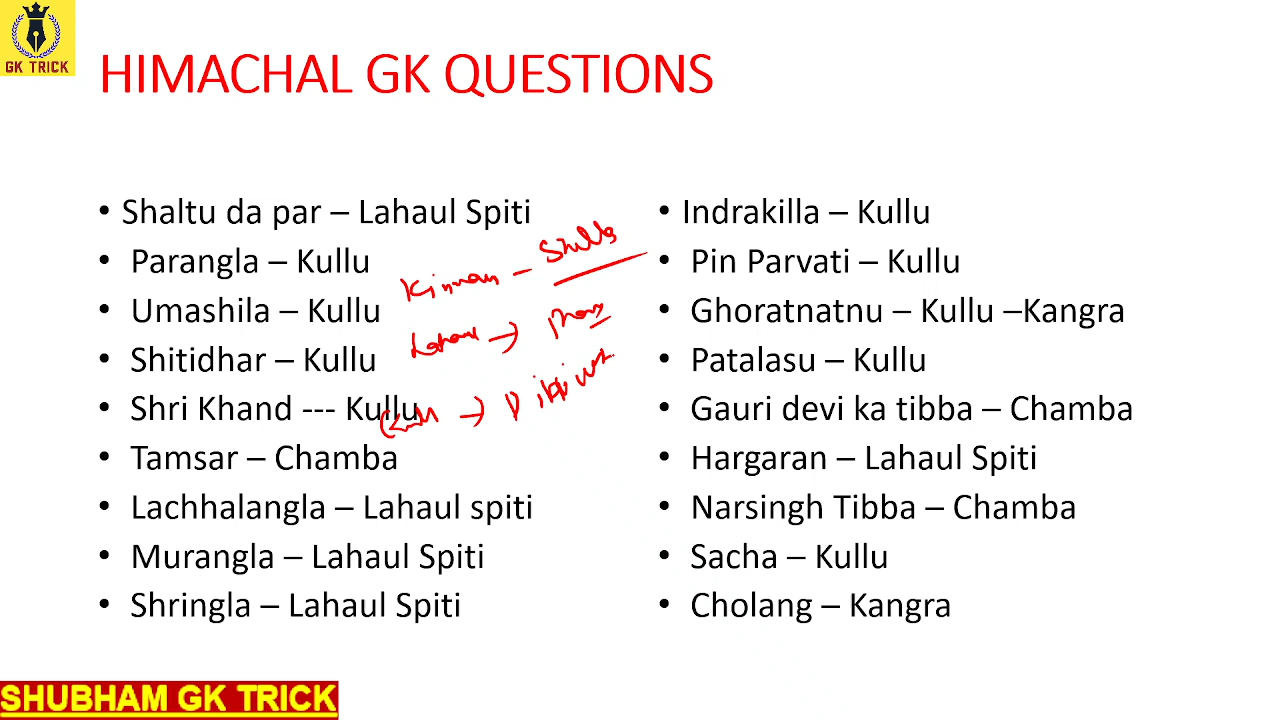 GK TRICK
HIMACHAL GK QUESTIONS
• Shaltu da par – Lahaul Spiti
• Parangla – Kullu
• Umashila – Kullu
• Shitidhar – Kullu
• Shri Khand --- Kullu
• Tamsar – Chamba
• Lachhalangla – Lahaul spiti
• Murangla – Lahaul Spiti
• Shringla – Lahaul Spiti
Kinnan – Shilla
Lahaul →
→
• Indrakilla – Kullu
• Pin Parvati – Kullu
• Ghoratnatnu – Kullu –Kangra
• Patalasu – Kullu
• Gauri devi ka tibba – Chamba
• Hargaran – Lahaul Spiti
• Narsingh Tibba – Chamba
• Sacha – Kullu
• Cholang – Kangra
SHUBHAM GK TRICK